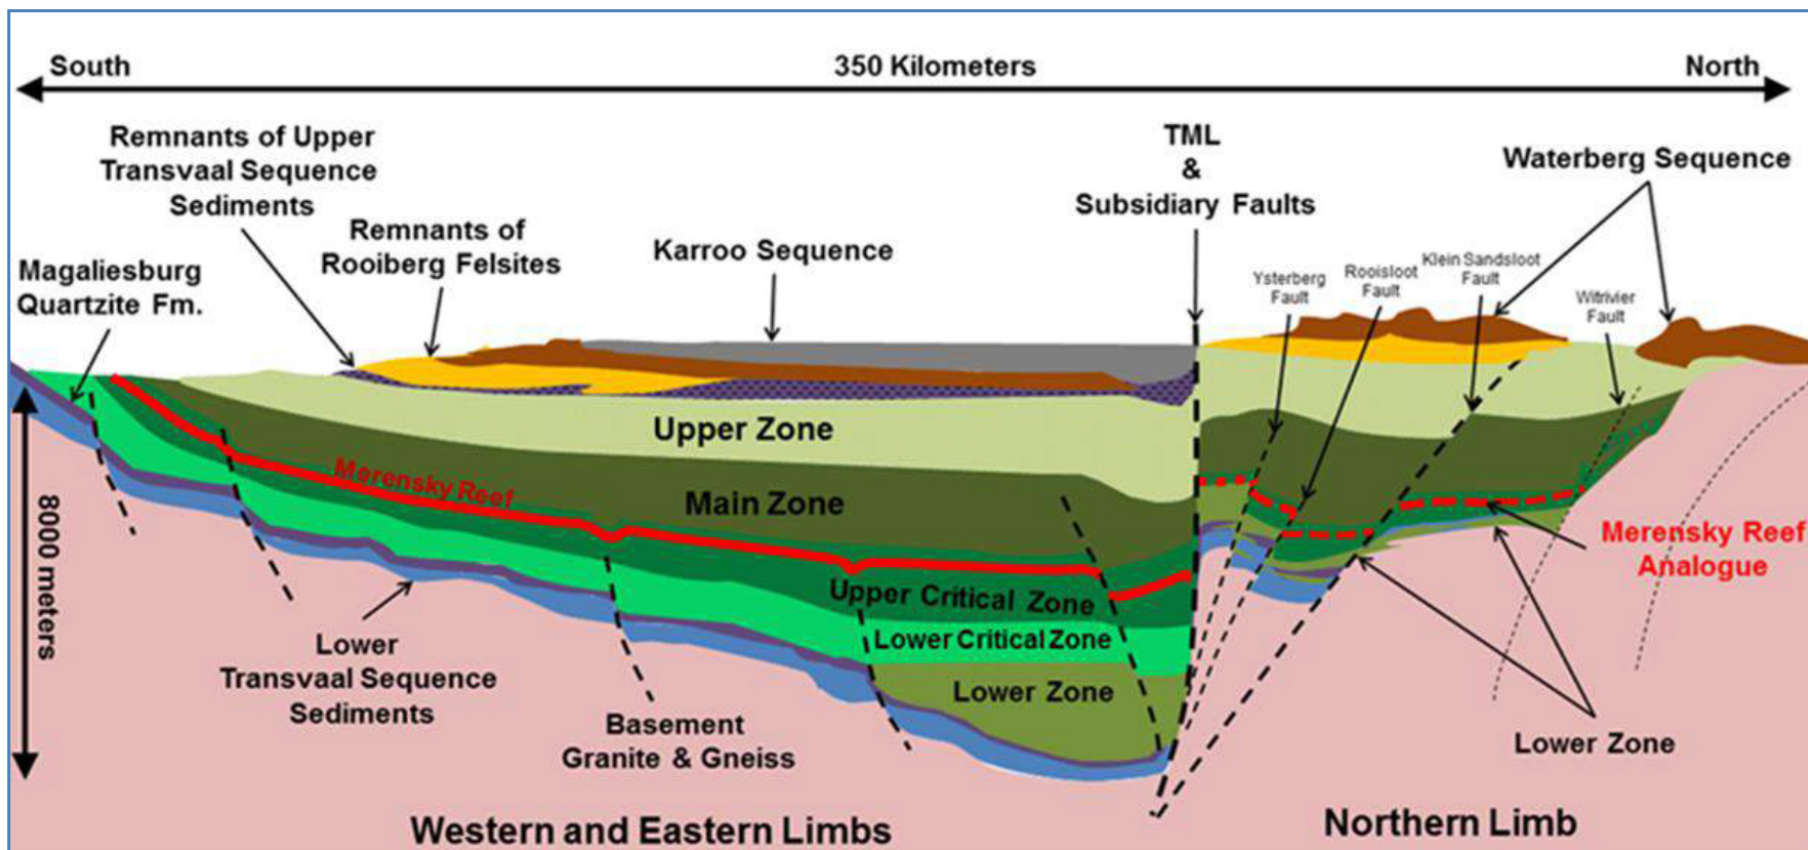 South
350 Kilometers
North
Remnants of Upper
Transvaal Sequence
Sediments
TML
&
Subsidiary Faults
Waterberg Sequence
Remnants of
Rooiberg Felsites
Karroo Sequence
Magaliesburg
Quartzite Fm.
Ysterberg
Fault
Rooisloot
Fault
Klein Sandsloot
Fault
Witrivier
Fault
Upper Zone
Merensky Reef
Main Zone
8000 meters
Merensky Reef
Analogue
Upper Critical Zone
Lower Critical Zone
Lower Zone
Lower
Transvaal Sequence
Sediments
Basement
Granite & Gneiss
Lower Zone
Western and Eastern Limbs
Northern Limb